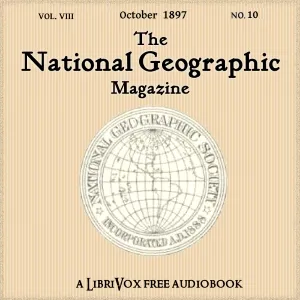 VOL. VIII October 1897 NO. 10
The
National Geographic
Magazine
NATIONAL GEOGRAPHIC SOCIETY
INCORPORATED A.D. 1888
A LIBRIVOX FREE AUDIOBOOK